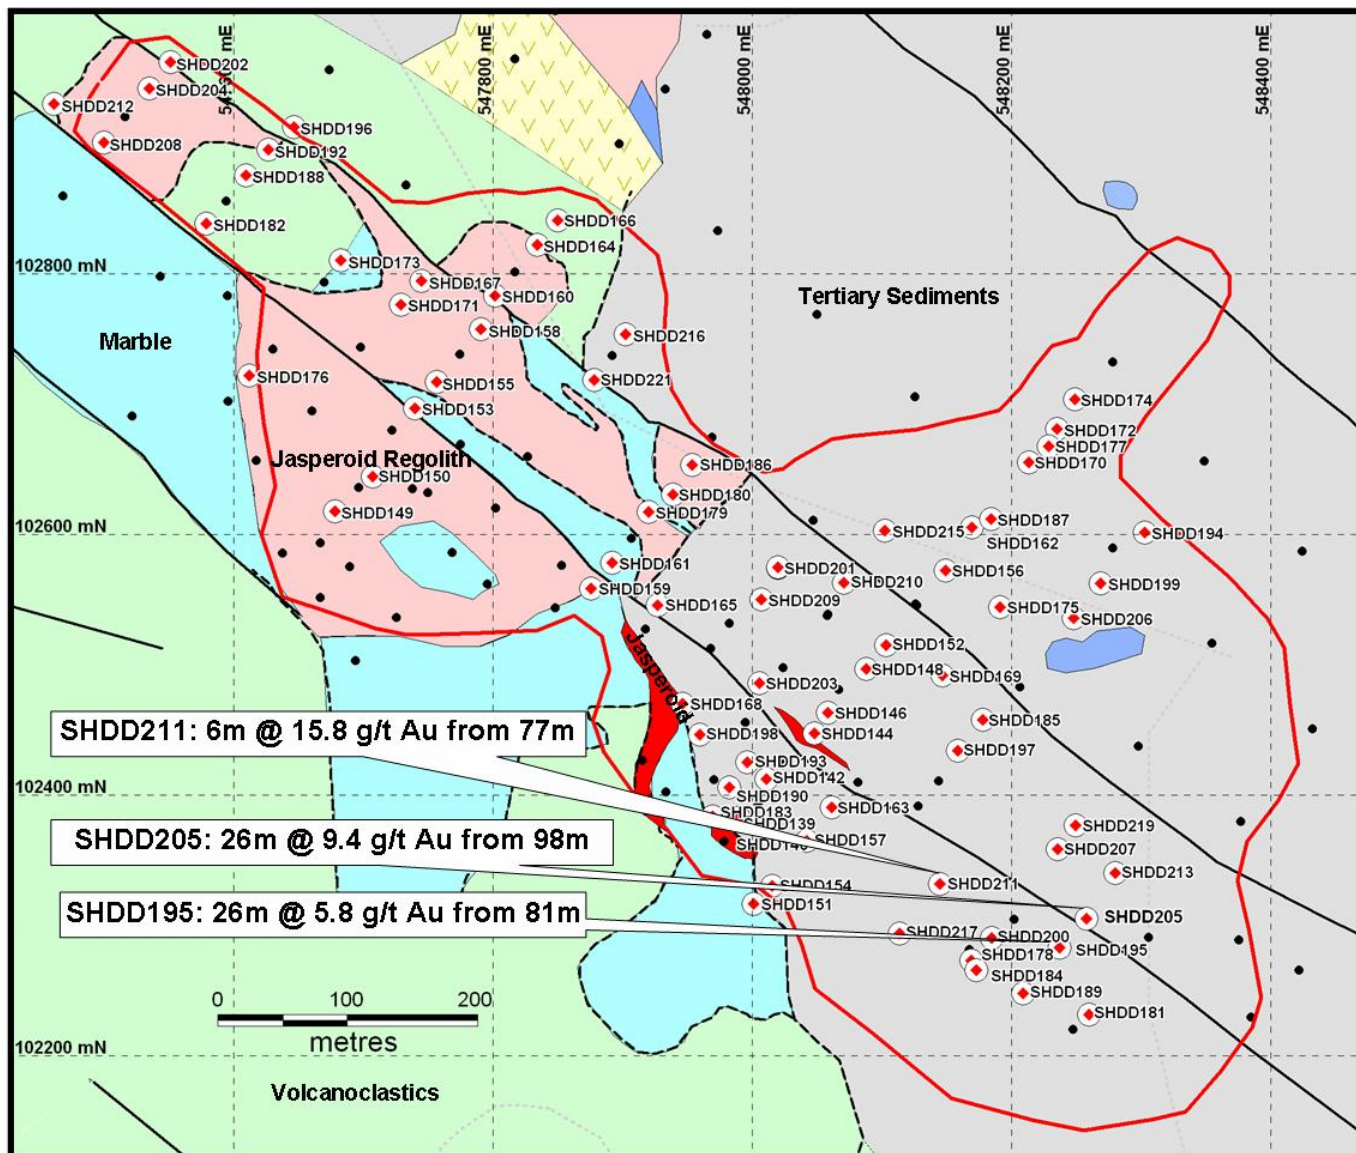 547800 mE
548000 mE
548200 mE
548400 mE
SHDD202
SHDD204
SHDD212
SHDD196
SHDD208
SHDD192
SHDD188
SHDD182
SHDD166
SHDD164
SHDD173
102800 mN
SHDD167
SHDD160
SHDD171
Tertiary Sediments
SHDD158
SHDD216
Marble
SHDD176
SHDD155
SHDD221
SHDD153
SHDD174
SHDD172
SHDD177
Jasperoid Regolith
SHDD170
SHDD186
SHDD150
SHDD180
SHDD149
SHDD179
SHDD187
102600 mN
SHDD215
SHDD162
SHDD194
SHDD161
SHDD201
SHDD156
SHDD210
SHDD199
SHDD159
SHDD209
SHDD165
SHDD175
SHDD206
Jasperoid
SHDD152
SHDD148
SHDD169
SHDD203
SHDD168
SHDD146
SHDD185
SHDD211: 6m @ 15.8 g/t Au from 77m
SHDD198
SHDD144
SHDD197
SHDD193
SHDD142
102400 mN
SHDD190
SHDD183
SHDD163
SHDD139
SHDD219
SHDD205: 26m @ 9.4 g/t Au from 98m
SHDD157
SHDD207
SHDD213
SHDD154
SHDD211
SHDD151
SHDD195: 26m @ 5.8 g/t Au from 81m
SHDD205
SHDD217
SHDD200
SHDD195
SHDD178
SHDD184
SHDD189
SHDD181
0 100 200
metres
102200 mN
Volcanoclastics